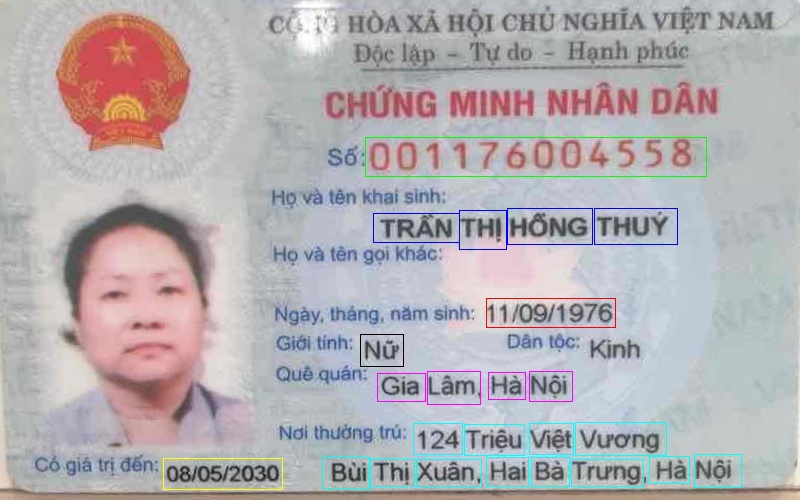 CỘNG HÒA XÃ HỘI CHỦ NGHĨA VIỆT NAM
Độc lập - Tự do - Hạnh phúc
CHỨNG MINH NHÂN DÂN
Số: 001176004558
Họ và tên khai sinh:
TRẦN THỊ HỒNG THUÝ
Họ và tên gọi khác:
Ngày, tháng, năm sinh: 11/09/1976
Giới tính: Nữ Dân tộc: Kinh
Quê quán: Gia Lâm, Hà Nội
Nơi thường trú: 124 Triệu Việt Vương
Bùi Thị Xuân, Hai Bà Trưng, Hà Nội
Có giá trị đến: 08/05/2030